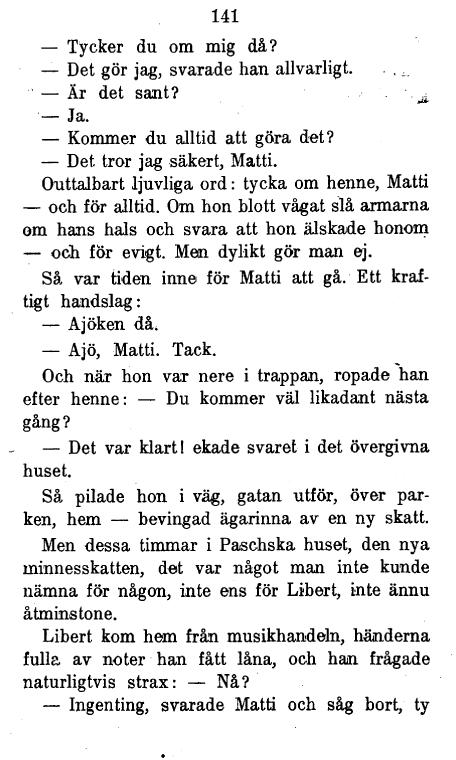 141
— Tycker du om mig då?
— Det gör jag, svarade han allvarligt.
— Är det sant?
— Ja.
— Kommer du alltid att göra det?
— Det tror jag säkert, Matti.
Outtalbart ljuvliga ord: tycka om henne, Matti
— och för alltid. Om hon blott vågat slå armarna
om hans hals och svara att hon älskade honom
— och för evigt. Men dylikt gör man ej.
Så var tiden inne för Matti att gå. Ett kraf-
tigt handslag:
— Ajöken då.
— Ajö, Matti. Tack.
Och när hon var nere i trappan, ropade han
efter henne: — Du kommer väl likadant nästa
gång?
— Det var klart! ekade svaret i det övergivna
huset.
Så pilade hon i väg, gatan utför, över par-
ken, hem — bevingad ägarinna av en ny skatt.
Men dessa timmar i Paschska huset, den nya
minnesskatten, det var något man inte kunde
nämna för någon, inte ens för Libert, inte ännu
åtminstone.
Libert kom hem från musikhandeln, händerna
fulla av noter han fått låna, och han frågade
naturligtvis strax: — Nå?
— Ingenting, svarade Matti och såg bort, ty